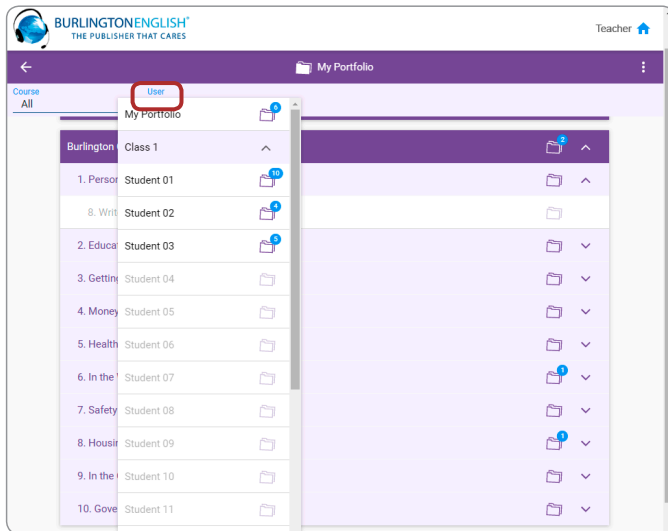 BURLINGTONENGLISH®
THE PUBLISHER THAT CARES
Teacher
My Portfolio
Course
All
User
My Portfolio 6
Burlington
2
Class 1
1. Person
Student 01 10
8. Writ
Student 02 4
Student 03 5
2. Educa
Student 04
3. Getting
Student 05
4. Money
Student 06
5. Health
Student 07
6. In the
1
Student 08
7. Safety
Student 09
8. Housin
1
Student 10
9. In the
Student 11
10. Gove